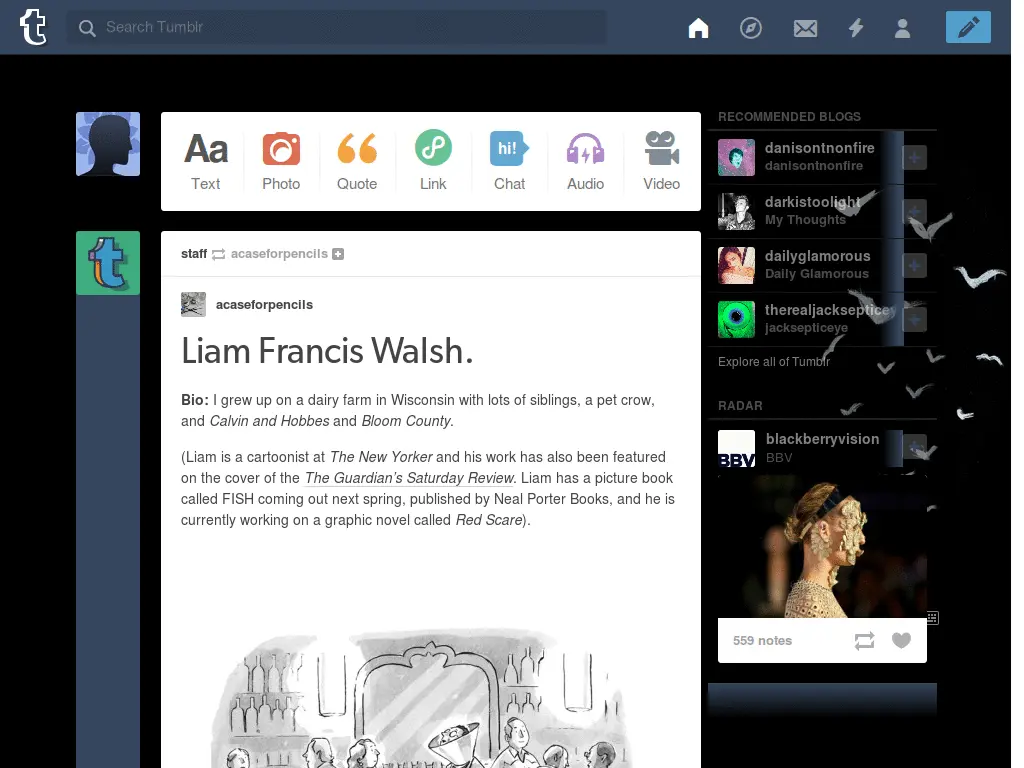 t
Search Tumblr
Aa
hi!
Text
Photo
Quote
Link
Chat
Audio
Video
t
staff acaseforpencils
acaseforpencils
Liam Francis Walsh.
Bio: I grew up on a dairy farm in Wisconsin with lots of siblings, a pet crow,
and Calvin and Hobbes and Bloom County.
(Liam is a cartoonist at The New Yorker and his work has also been featured
on the cover of the The Guardian’s Saturday Review. Liam has a picture book
called FISH coming out next spring, published by Neal Porter Books, and he is
currently working on a graphic novel called Red Scare).
RECOMMENDED BLOGS
danisontnonfire
danisontnonfire
darkistoolight
My Thoughts
dailyglamorous
Daily Glamorous
therealjacksepticey
jacksepticeye
Explore all of Tumblr
RADAR
BBV
blackberryvision
BBV
559 notes